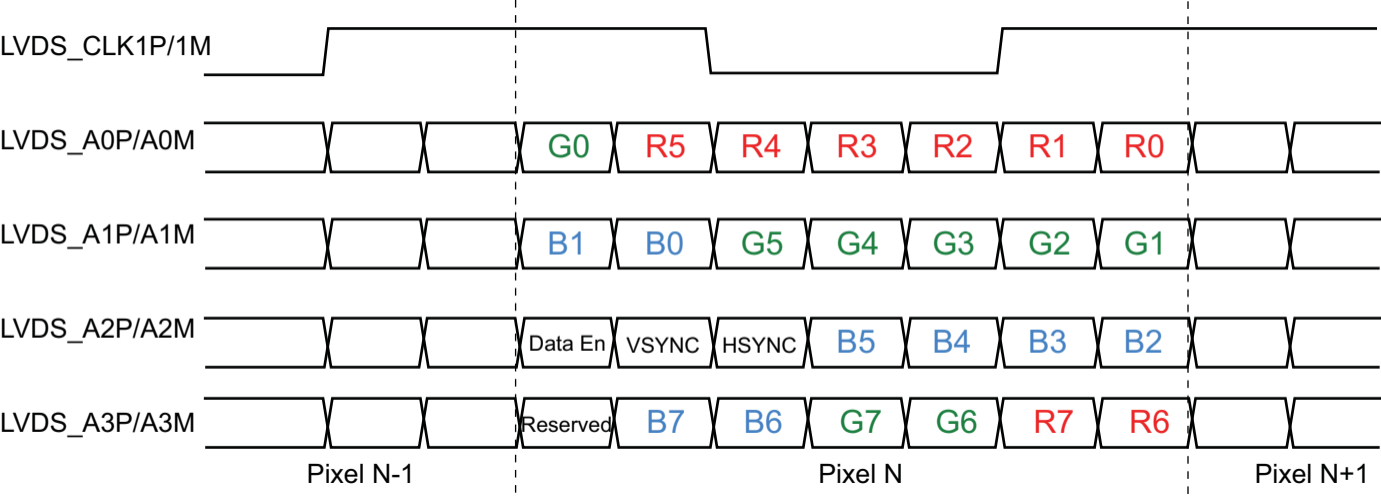 LVDS_CLK1P/1M
LVDS_A0P/A0M G0 R5 R4 R3 R2 R1 R0
LVDS_A1P/A1M B1 B0 G5 G4 G3 G2 G1
LVDS_A2P/A2M Data En VSYNC HSYNC B5 B4 B3 B2
LVDS_A3P/A3M Reserved B7 B6 G7 G6 R7 R6
Pixel N-1 Pixel N Pixel N+1